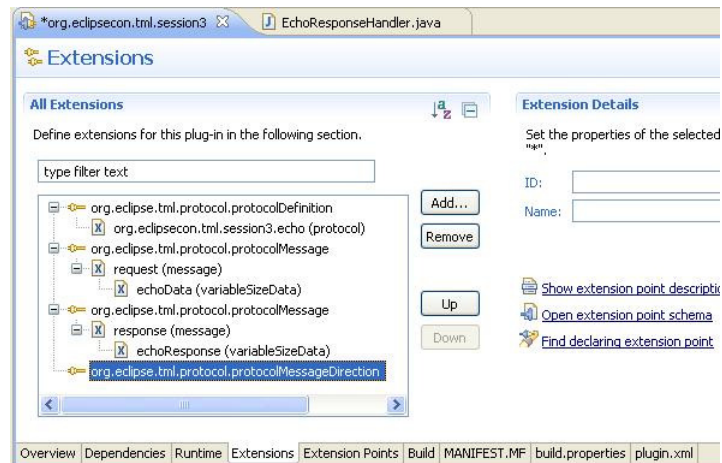 *org.eclipsecon.tml.session3 EchoResponseHandler.java
Extensions
All Extensions
Define extensions for this plug-in in the following section.
type filter text
org.eclipse.tml.protocol.protocolDefinition
org.eclipsecon.tml.session3.echo (protocol)
org.eclipse.tml.protocol.protocolMessage
request (message)
echoData (variableSizeData)
org.eclipse.tml.protocol.protocolMessage
response (message)
echoResponse (variableSizeData)
org.eclipse.tml.protocol.protocolMessageDirection
Add...
Remove
Up
Down
Extension Details
Set the properties of the selected
"*".
ID:
Name:
Show extension point descriptio
Open extension point schema
Find declaring extension point
Overview Dependencies Runtime Extensions Extension Points Build MANIFEST.MF build.properties plugin.xml